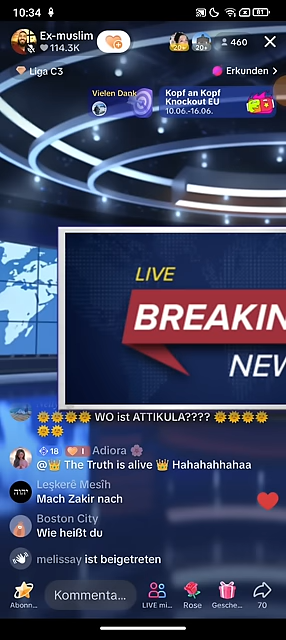 10:34
81
Ex-muslim
114.3K
20+
20+
460
Liga C3
Erkunden
Vielen Dank
Kopf an Kopf
Knockout EU
10.06.-16.06.
LIVE
BREAKIN
NEW
WO ist ATTIKULA????
18 I Adiora
@👑 The Truth is alive 👑 Hahahahhahaa
Leşkerê Mesîh
Mach Zakir nach
Boston City
Wie heißt du
melissay ist beigetreten
Abonn...
Kommenta...
LIVE mi...
Rose
Gesche...
70